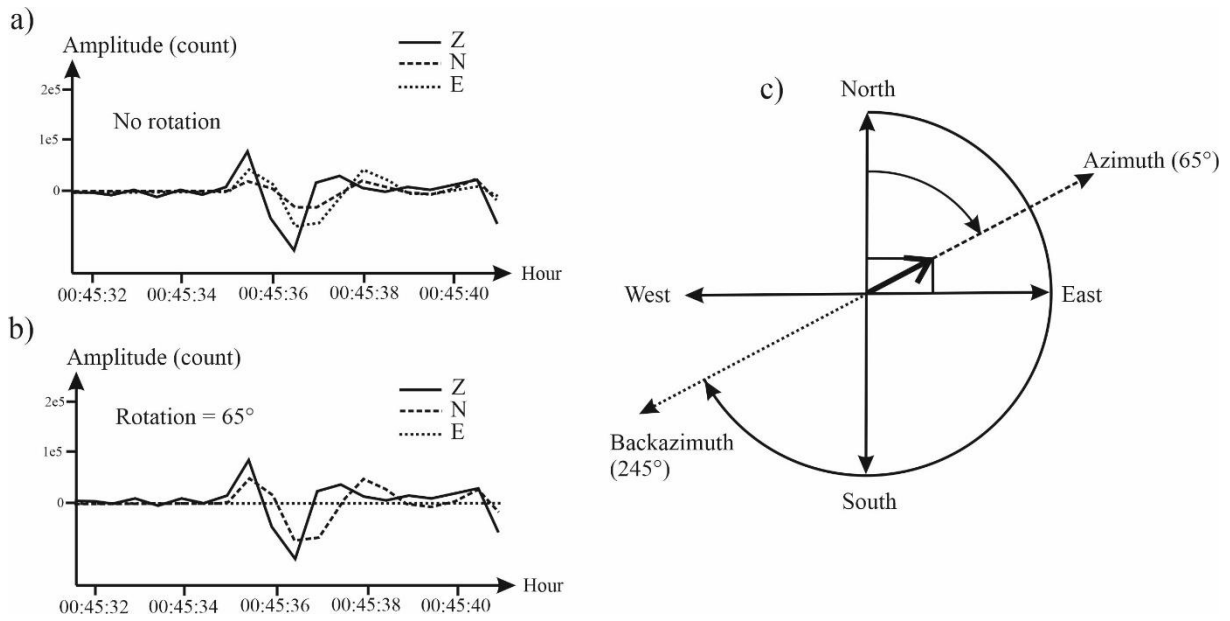 a)
Amplitude (count)
Z
N
E
2e5
No rotation
1e5
0
Hour
00:45:32 00:45:34 00:45:36 00:45:38 00:45:40
b)
Amplitude (count)
Z
N
E
2e5
Rotation = 65°
1e5
0
Hour
00:45:32 00:45:34 00:45:36 00:45:38 00:45:40
c)
North
Azimuth (65°)
West
East
Backazimuth
(245°)
South